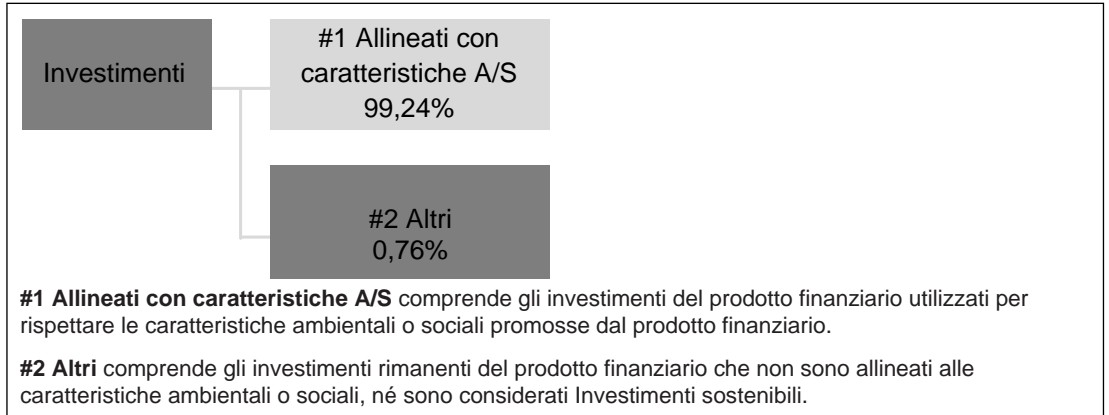 Investimenti
#1 Allineati con
caratteristiche A/S
99,24%
#2 Altri
0,76%
#1 Allineati con caratteristiche A/S comprende gli investimenti del prodotto finanziario utilizzati per
rispettare le caratteristiche ambientali o sociali promosse dal prodotto finanziario.
#2 Altri comprende gli investimenti rimanenti del prodotto finanziario che non sono allineati alle
caratteristiche ambientali o sociali, né sono considerati Investimenti sostenibili.